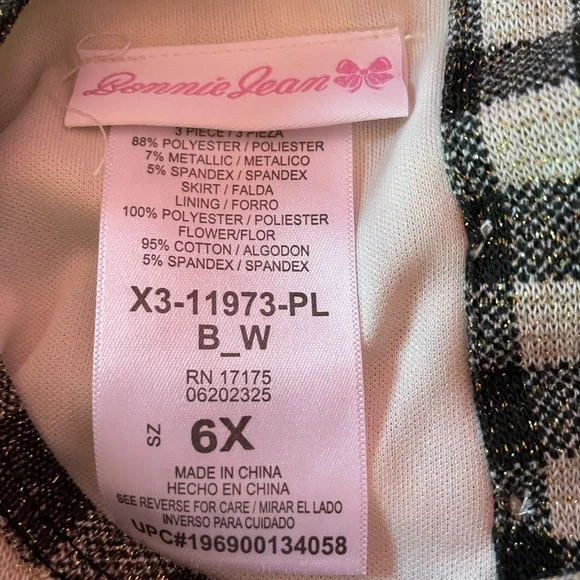 Bonnie Jean
3 PIECE / 3 PIEZA
88% POLYESTER / POLIESTER
7% METALLIC / METALICO
5% SPANDEX / SPANDEX
SKIRT / FALDA
LINING / FORRO
100% POLYESTER / POLIESTER
FLOWER/FLOR
95% COTTON / ALGODON
5% SPANDEX / SPANDEX
X3-11973-PL
B_W
RN 17175
06202325
SZ 6X
MADE IN CHINA
HECHO EN CHINA
SEE REVERSE FOR CARE / MIRAR EL LADO
INVERSO PARA CUIDADO
UPC#196900134058